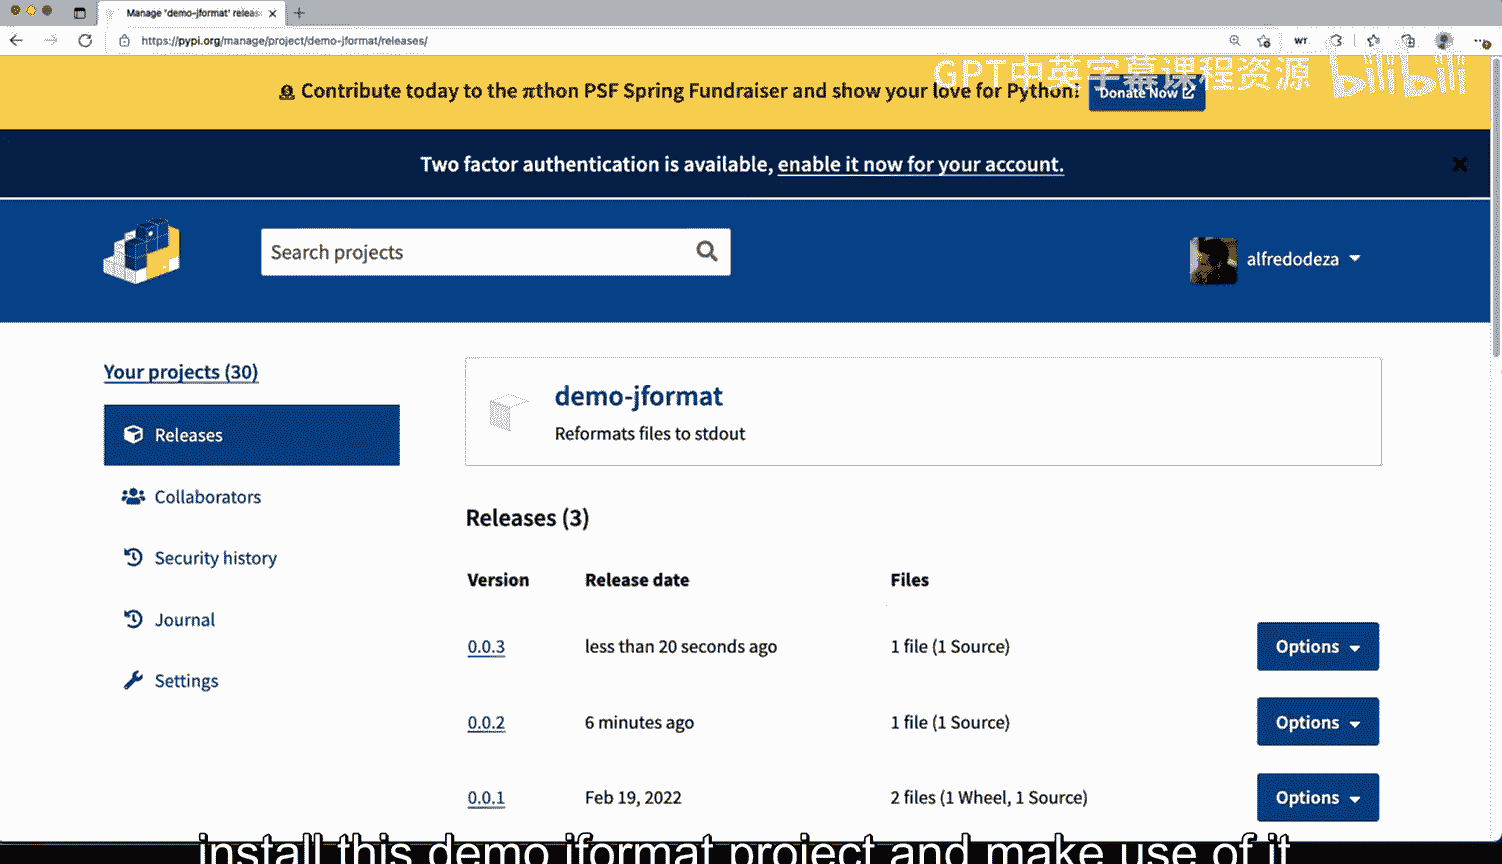 Manage 'demo-jformat' releas
https://pypi.org/manage/project/demo-jformat/releases/
GPT中英字幕课程资源 bilibili
Contribute today to the πthon PSF Spring Fundraiser and show your love for Python!
Donate Now
Two factor authentication is available, enable it now for your account.
Search projects
alfredodeza
Your projects (30)
Releases
Collaborators
Security history
Journal
Settings
demo-jformat
Reformats files to stdout
Releases (3)
Version Release date Files
0.0.3 less than 20 seconds ago 1 file (1 Source) Options
0.0.2 6 minutes ago 1 file (1 Source) Options
0.0.1 Feb 19, 2022 2 files (1 Wheel, 1 Source) Options
install this demo jformat project and make use of it